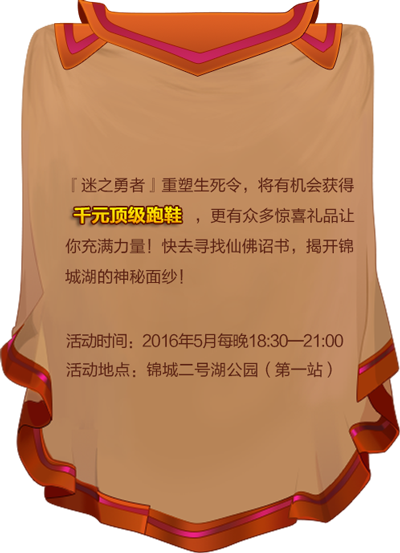 『迷之勇者』重塑生死令，将有机会获得
千元顶级跑鞋，更有众多惊喜礼品让
你充满力量！快去寻找仙佛诏书，揭开锦
城湖的神秘面纱！
活动时间：2016年5月每晚18:30—21:00
活动地点：锦城二号湖公园（第一站）